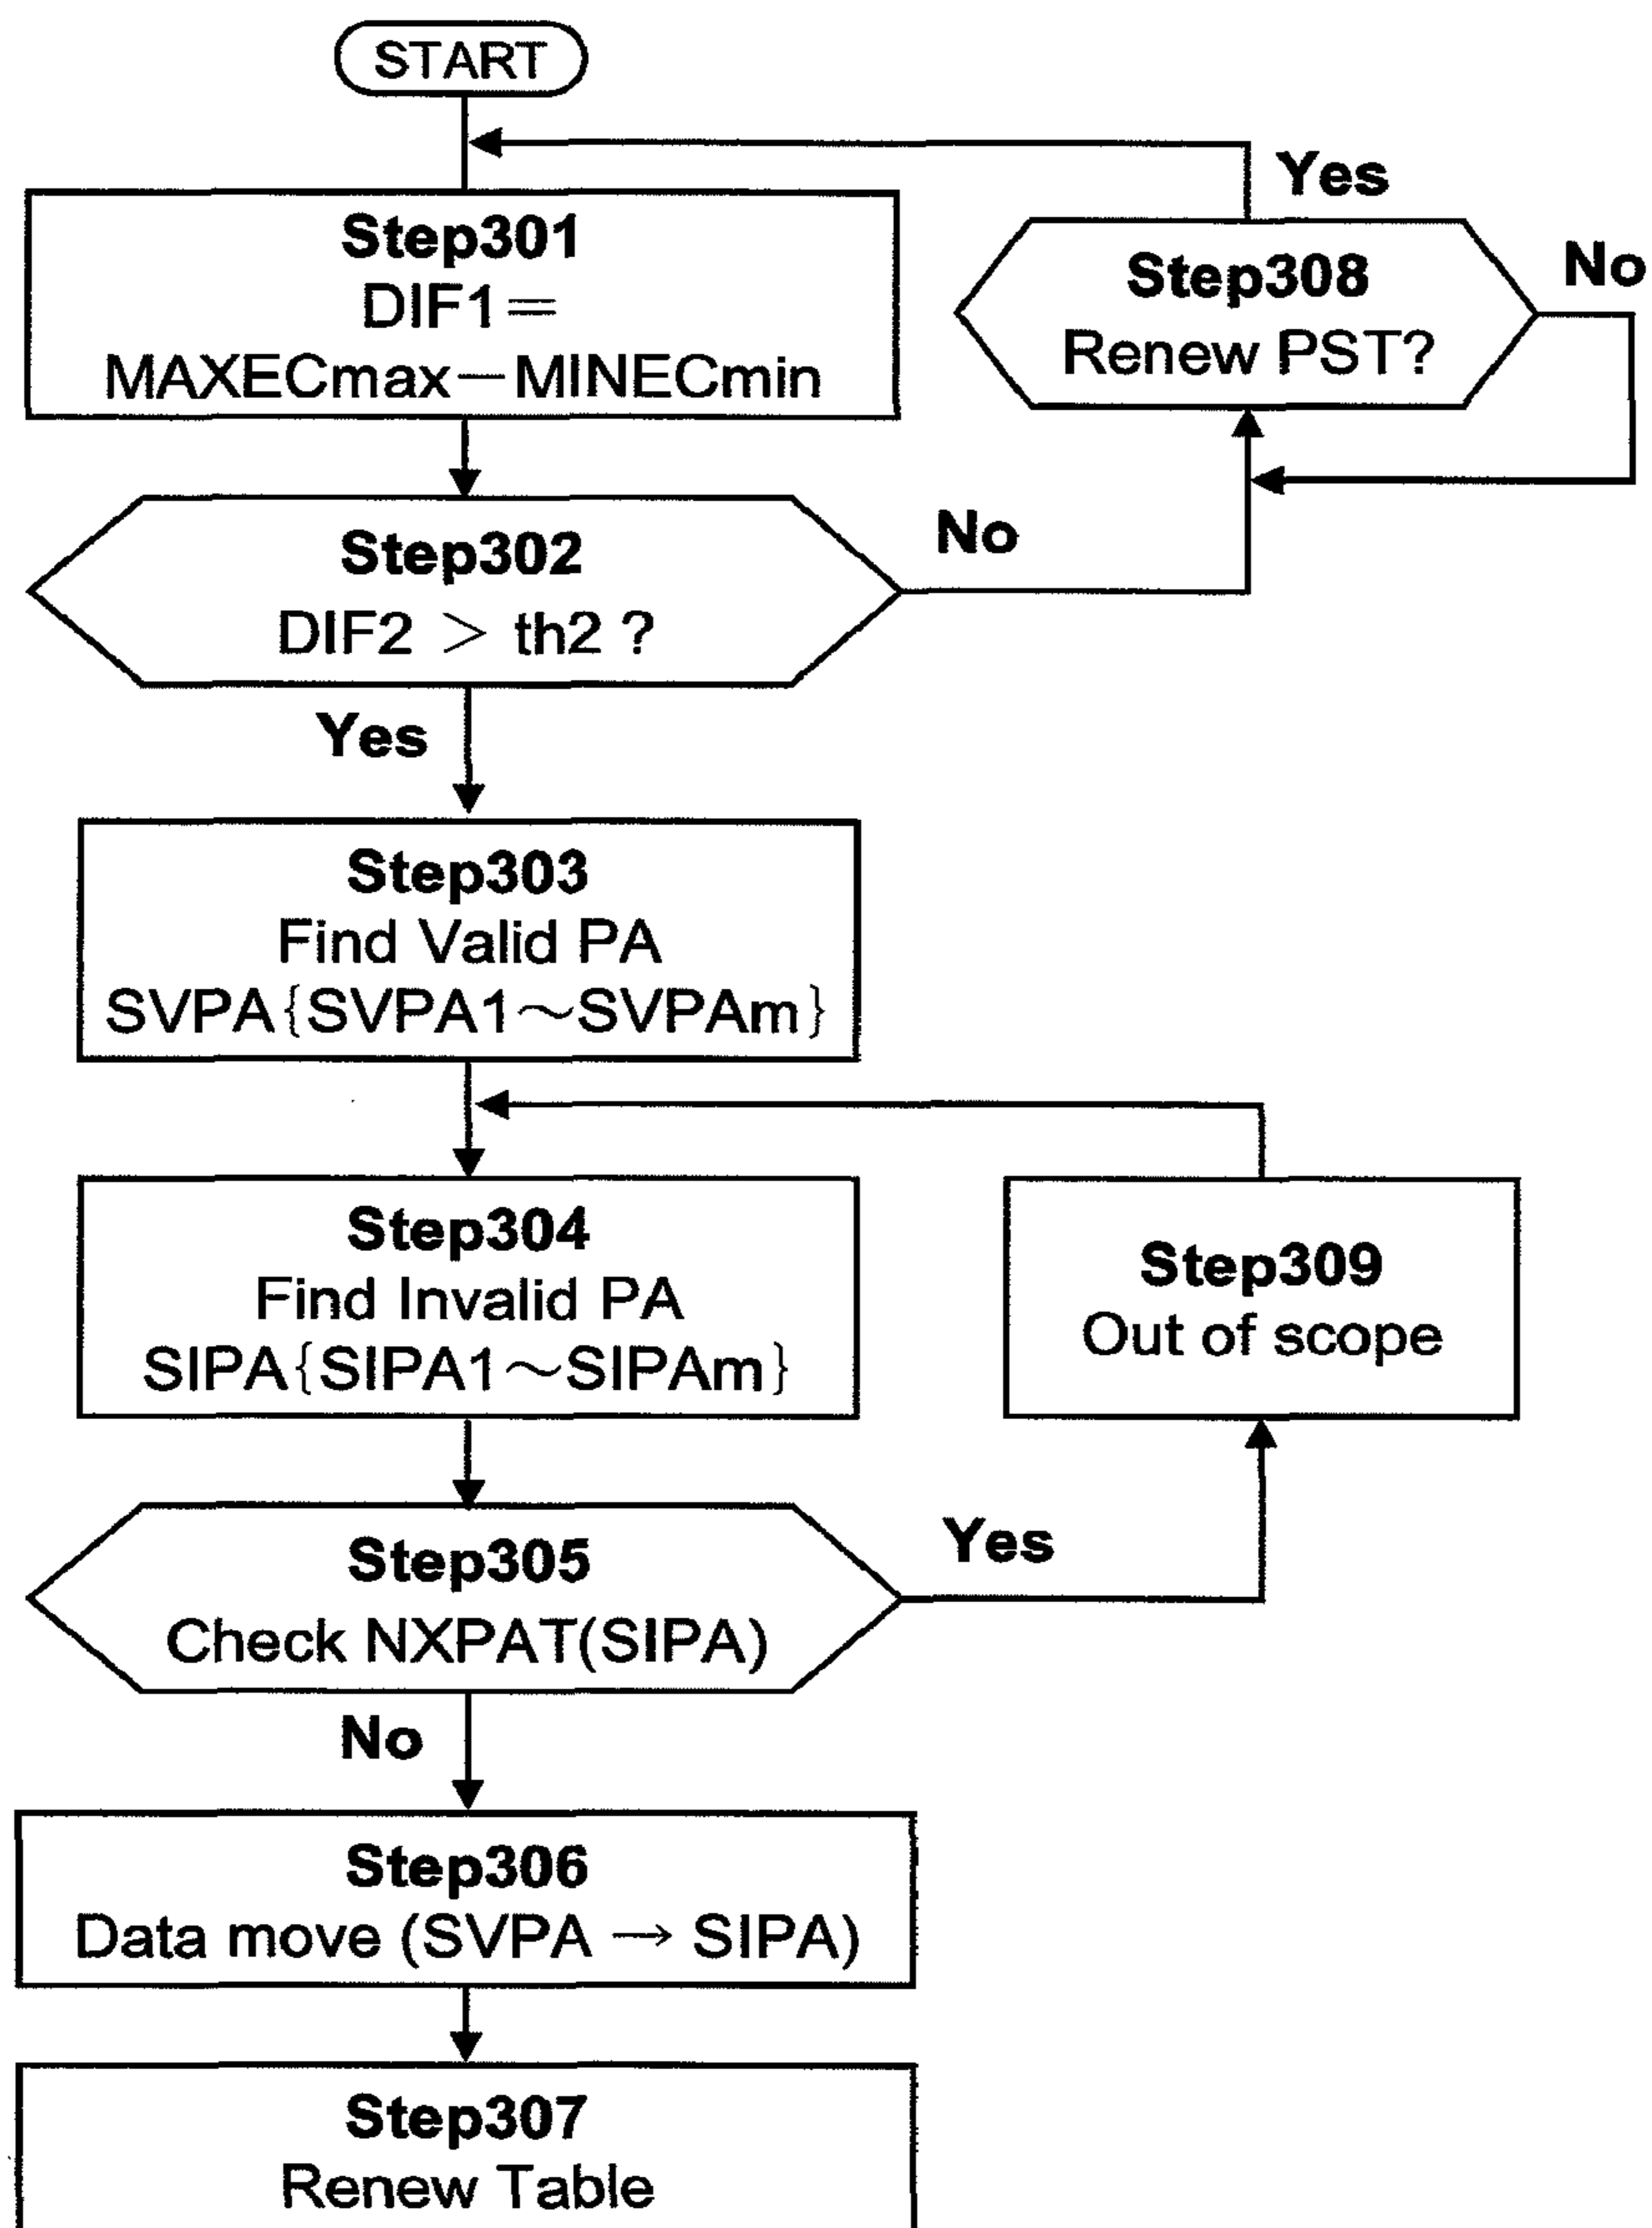 START
Yes
Step301
DIF1=
MAXECmax−MINECmin
Step308
Renew PST?
No
Step302
DIF2 > th2 ?
No
Yes
Step303
Find Valid PA
SVPA{SVPA1～SVPAm}
Step304
Find Invalid PA
SIPA{SIPA1～SIPAm}
Step309
Out of scope
Step305
Check NXPAT(SIPA)
Yes
No
Step306
Data move (SVPA → SIPA)
Step307
Renew Table